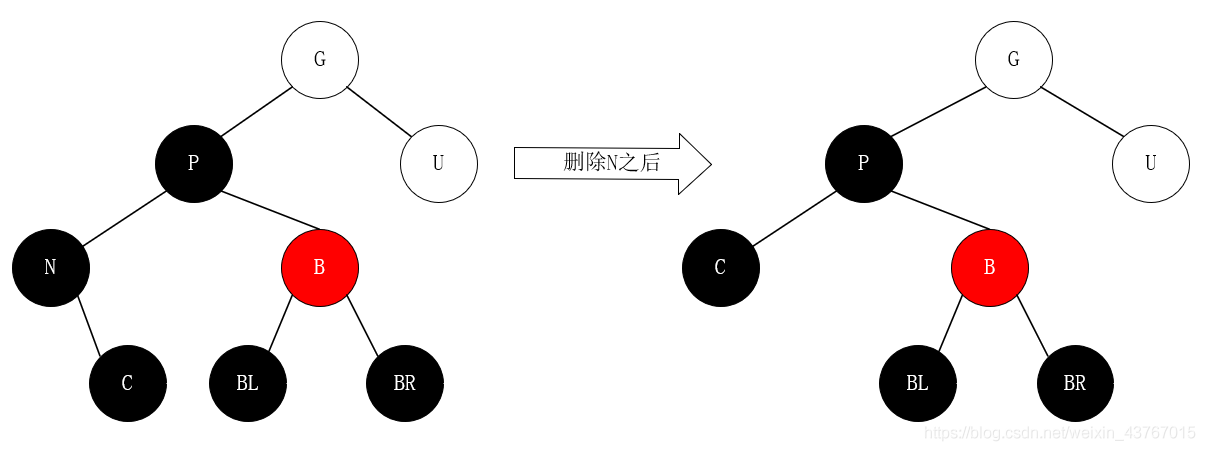 G
G
P
U
删除N之后
P
U
N
B
C
B
C
BL
BR
BL
BR
https://blog.csdn.net/weixin_43767015